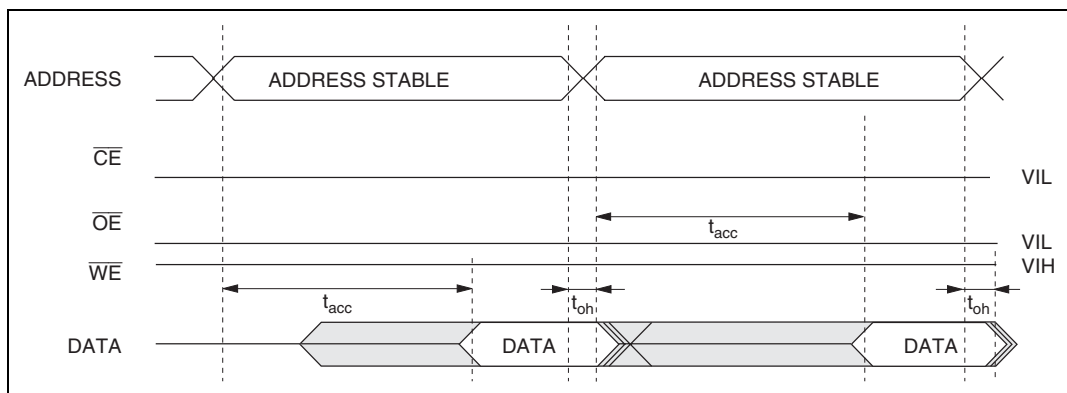 ADDRESS ADDRESS STABLE ADDRESS STABLE
CE VIL
OE tacc VIL
WE VIH
tacc toh toh
DATA DATA DATA